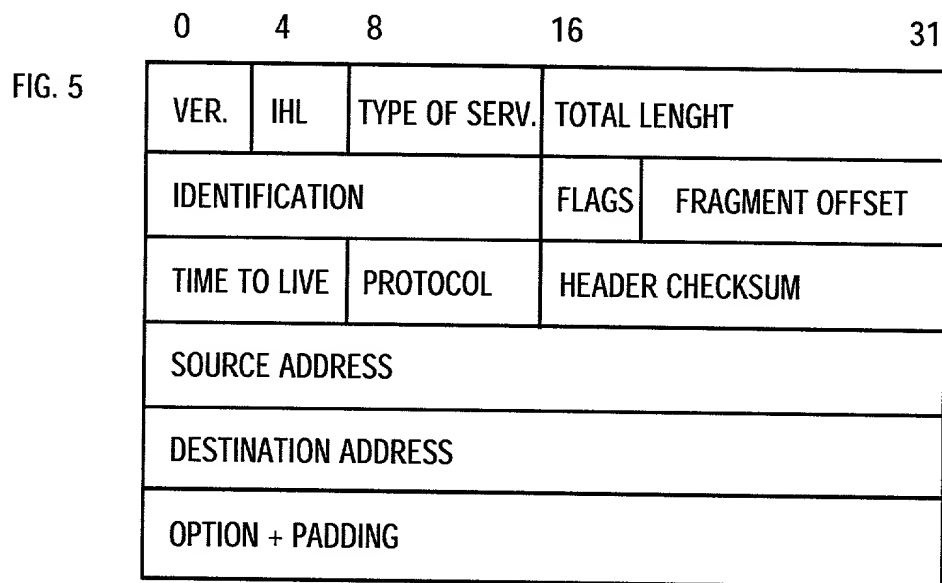 0 4 8 16 31
FIG. 5
VER. IHL TYPE OF SERV. TOTAL LENGHT
IDENTIFICATION FLAGS FRAGMENT OFFSET
TIME TO LIVE PROTOCOL HEADER CHECKSUM
SOURCE ADDRESS
DESTINATION ADDRESS
OPTION + PADDING